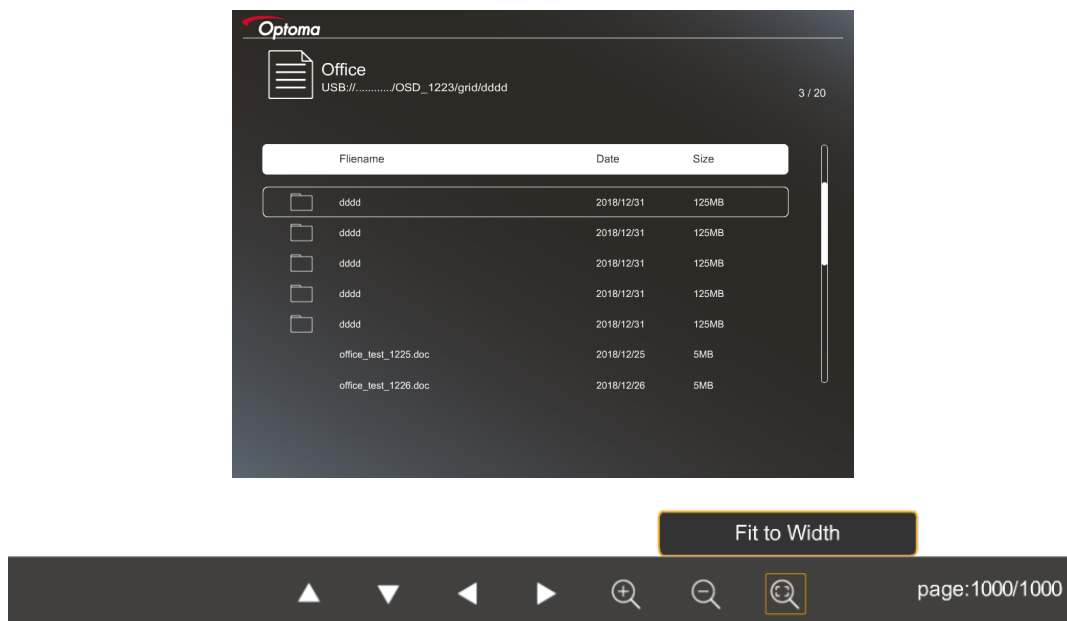 Optoma
Office
USB://.........../OSD_1223/grid/dddd
3 / 20
Fliename Date Size
dddd 2018/12/31 125MB
dddd 2018/12/31 125MB
dddd 2018/12/31 125MB
dddd 2018/12/31 125MB
dddd 2018/12/31 125MB
office_test_1225.doc 2018/12/25 5MB
office_test_1226.doc 2018/12/26 5MB
Fit to Width
page:1000/1000